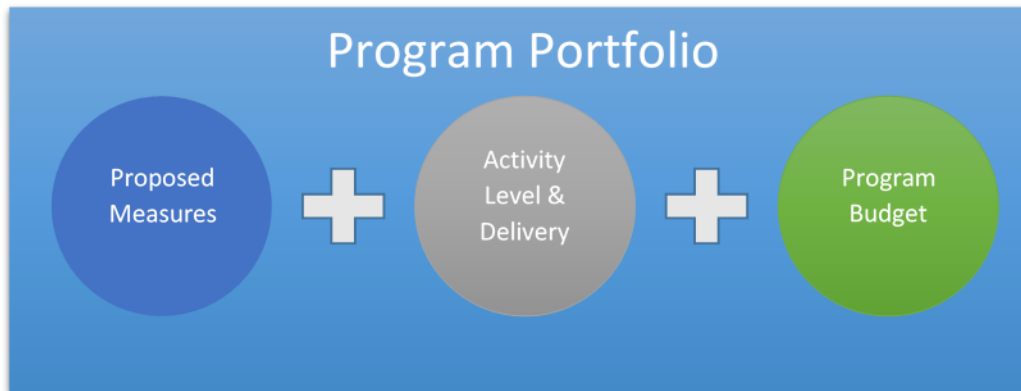 Program Portfolio
Proposed
Measures
Activity
Level &
Delivery
Program
Budget